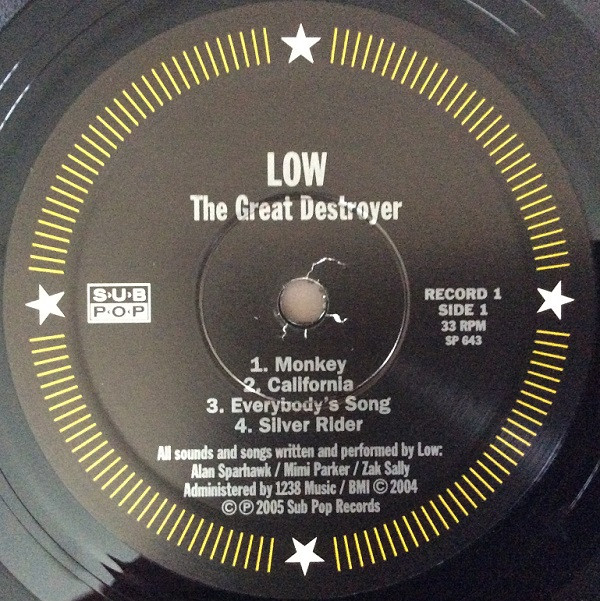 LOW
The Great Destroyer
S·U·B
P·O·P
RECORD 1
SIDE 1
33 RPM
SP 643
1. Monkey
2. California
3. Everybody's Song
4. Silver Rider
All sounds and songs written and performed by Low:
Alan Sparhawk / Mimi Parker / Zak Sally
Administered by 1238 Music / BMI © 2004
© ℗ 2005 Sub Pop Records